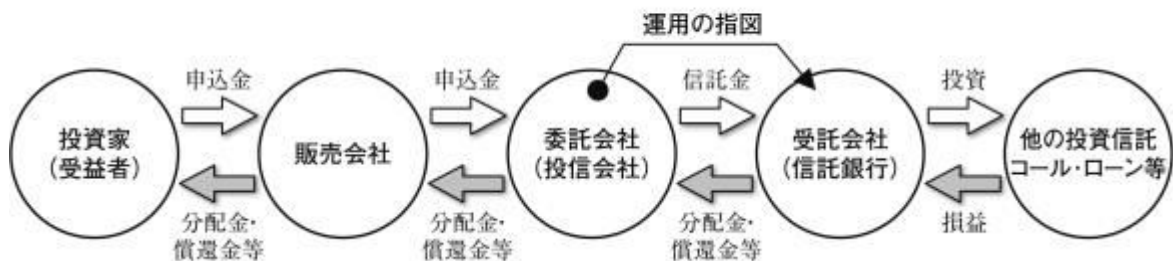 運用の指図
申込金
申込金
信託金
投資
投資家
(受益者)
販売会社
委託会社
(投信会社)
受託会社
(信託銀行)
他の投資信託
コール・ローン等
分配金・
償還金等
分配金・
償還金等
分配金・
償還金等
損益